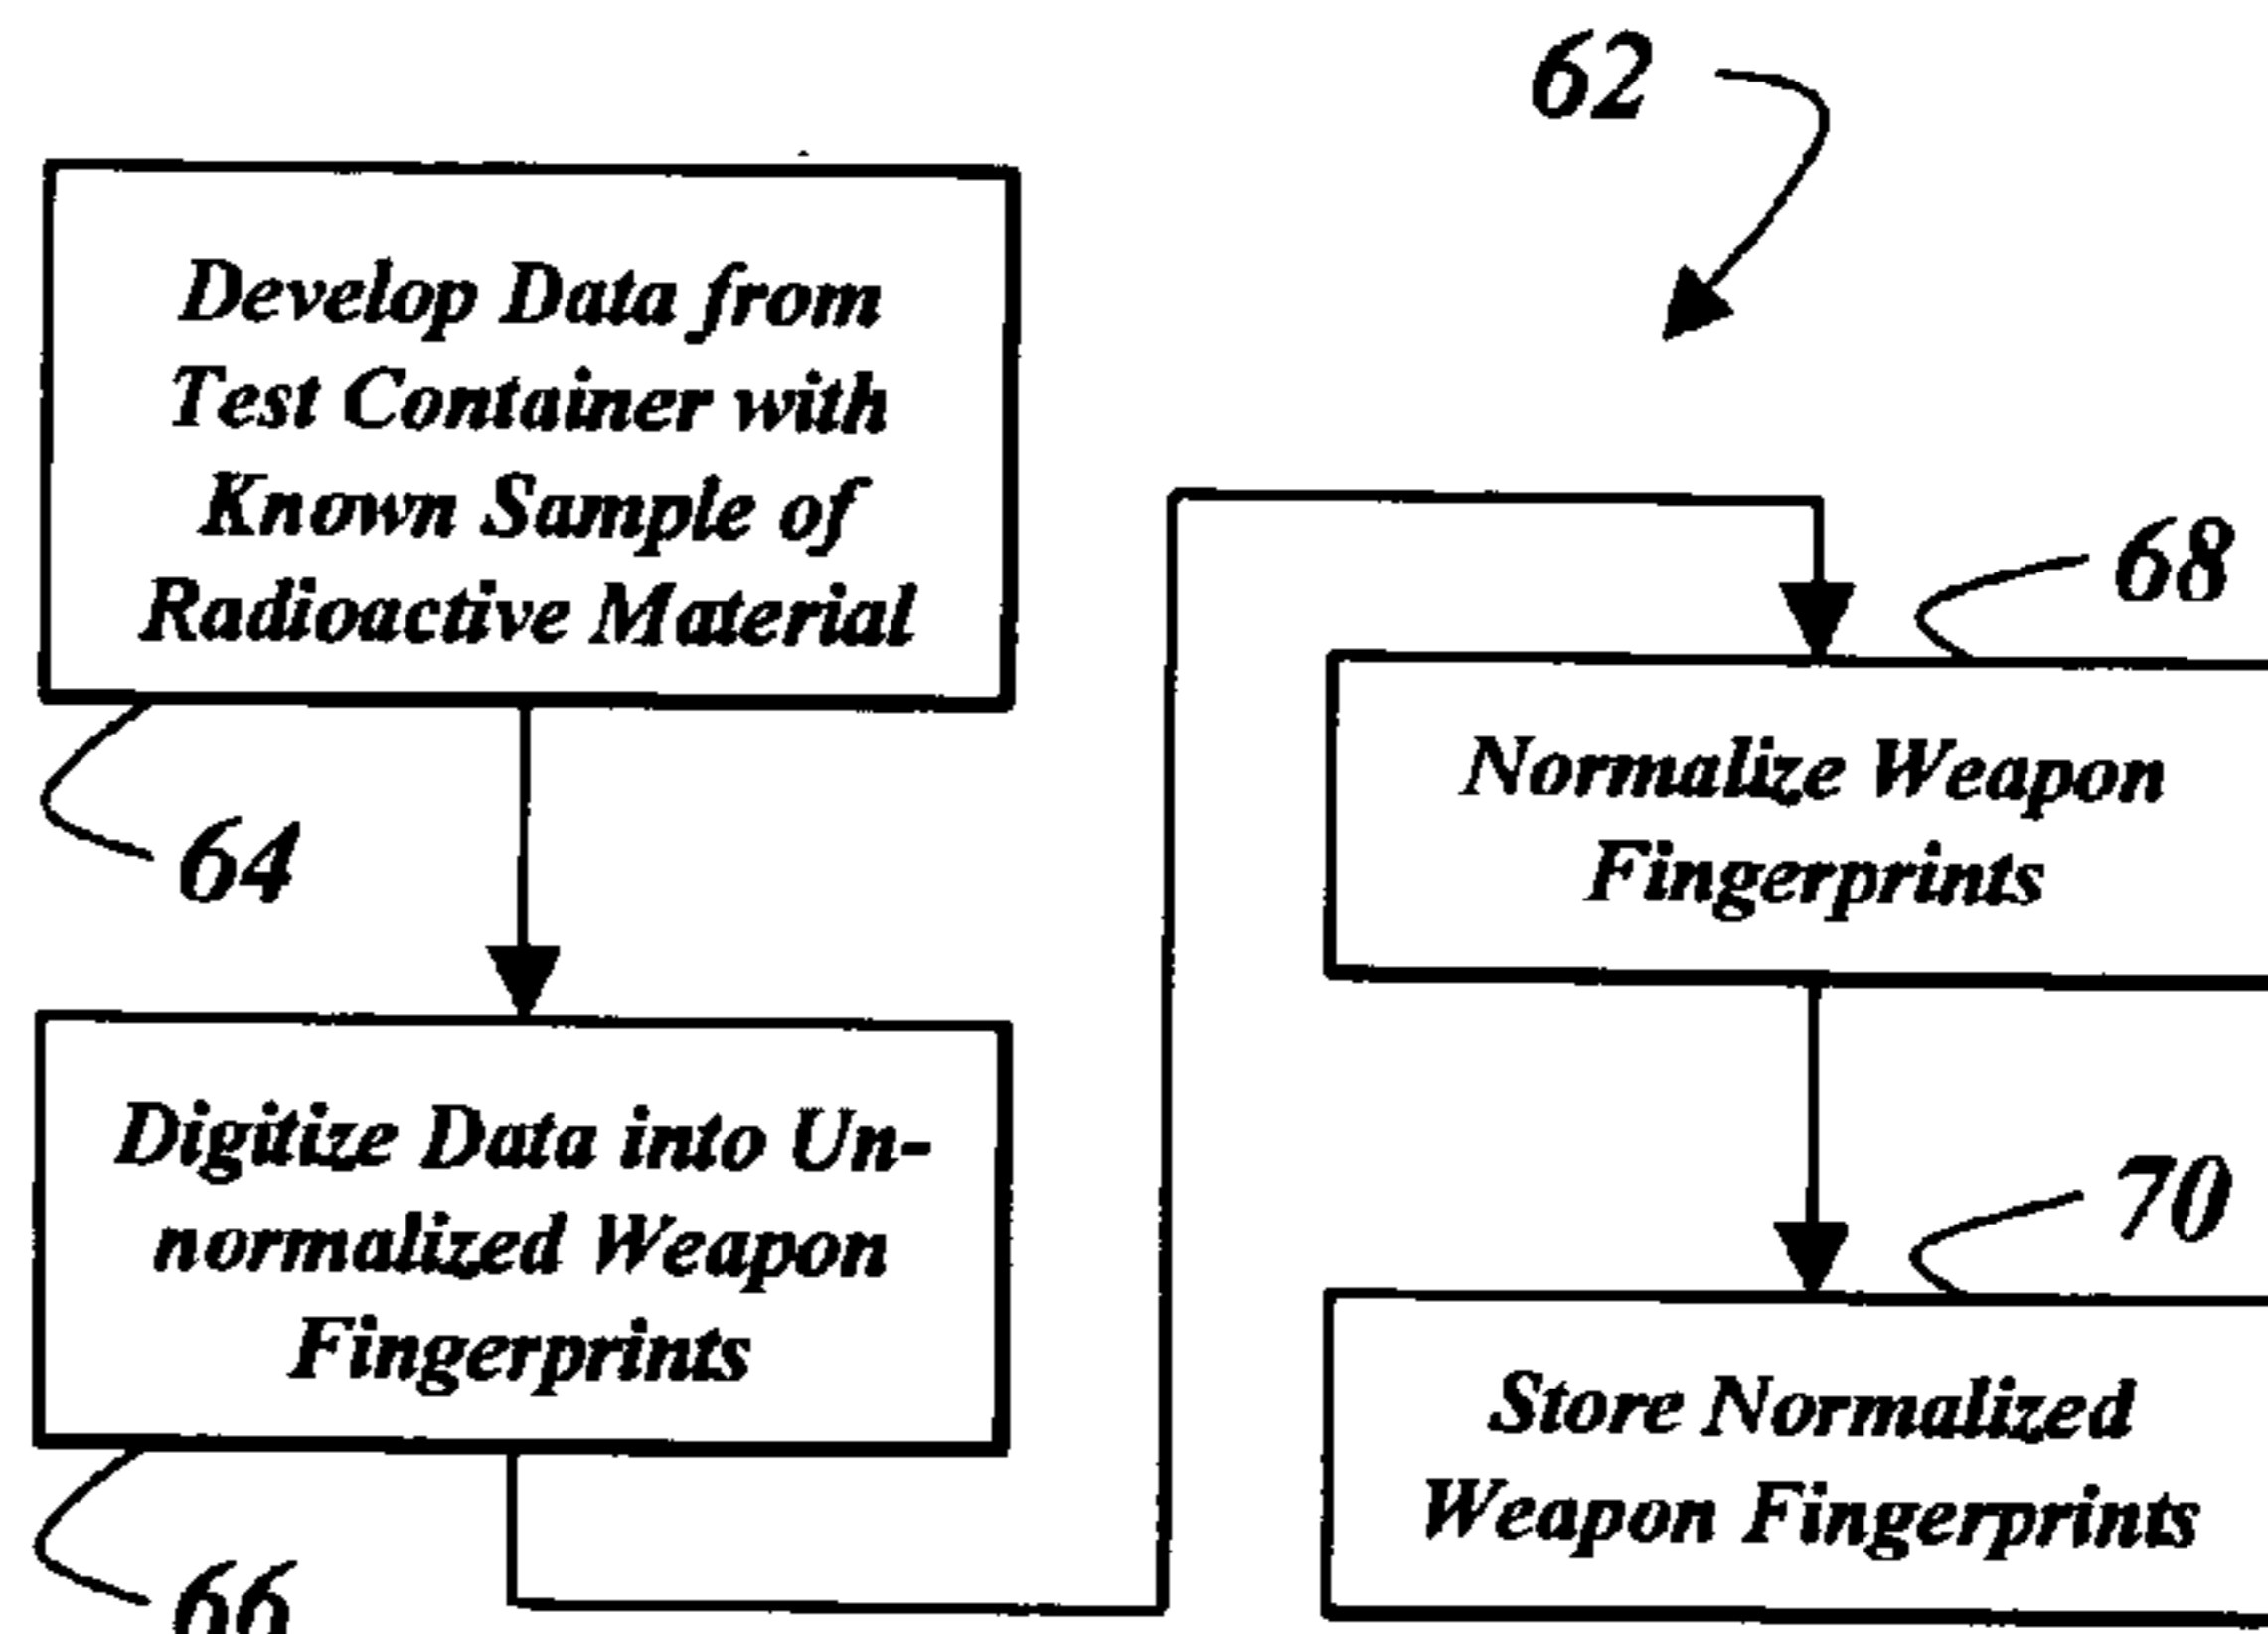 62
Develop Data from
Test Container with
Known Sample of
Radioactive Material
64
Digitize Data into Un-
normalized Weapon
Fingerprints
66
68
Normalize Weapon
Fingerprints
70
Store Normalized
Weapon Fingerprints